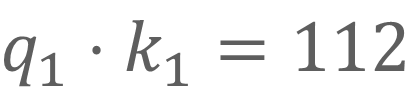 q₁ · k₁ = 112